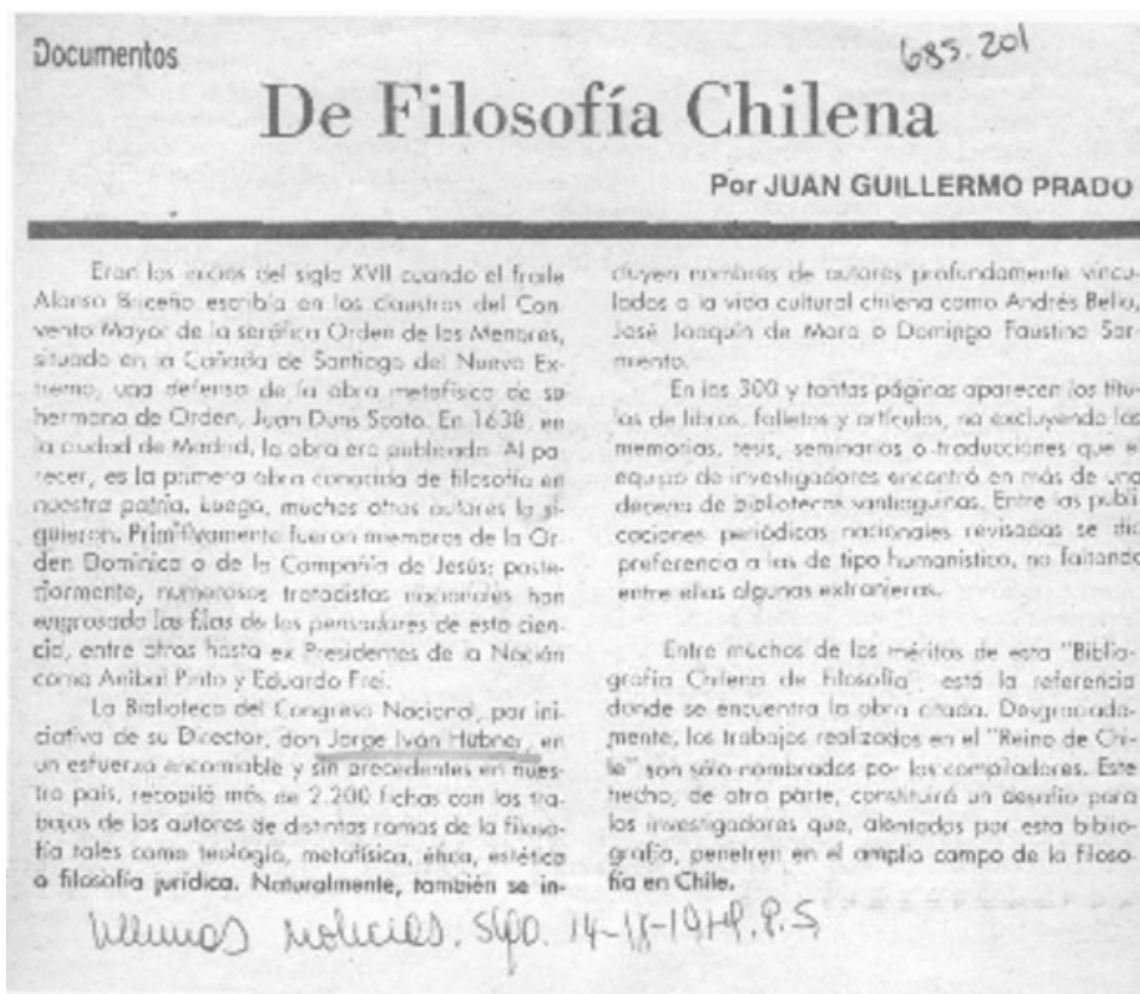 Documentos
685.201
De Filosofía Chilena
Por JUAN GUILLERMO PRADO
Eran los inicios del siglo XVII cuando el fraile
Alonso Briceño escribía en los claustros del Con-
vento Mayor de la seráfica Orden de los Menores,
situado en la Cañada de Santiago del Nuevo Ex-
tremo, una defensa de la obra metafísica de su
hermano de Orden, Juan Duns Scoto. En 1638, en
la ciudad de Madrid, la obra era publicada. Al pa-
recer, es la primera obra conocida de filosofía en
nuestra patria. Luego, muchos otros autores la si-
guieron. Primitivamente fueron miembros de la Or-
den Dominica o de la Compañía de Jesús; poste-
riormente, numerosos tratadistas nacionales han
engrosado las filas de los pensadores de esta cien-
cia, entre otros hasta ex Presidentes de la Nación
como Aníbal Pinto y Eduardo Frei.
La Biblioteca del Congreso Nacional, por ini-
ciativa de su Director, don Jorge Iván Hübner, en
un esfuerzo encomiable y sin precedentes en nues-
tro país, recopiló más de 2.200 fichas con los tra-
bajos de los autores de distintas ramas de la filoso-
fía tales como teología, metafísica, ética, estética
o filosofía jurídica. Naturalmente, también se in-
cluyen nombres de autores profundamente vincu-
lados a la vida cultural chilena como Andrés Bello,
José Joaquín de Mora o Domingo Faustino Sar-
miento.
En las 300 y tantas páginas aparecen los títu-
los de libros, folletos y artículos, no excluyendo las
memorias, tesis, seminarios o traducciones que el
equipo de investigadores encontró en más de una
decena de bibliotecas santiaguinas. Entre las publi-
caciones periódicas nacionales revisadas se dio
preferencia a las de tipo humanístico, no faltando
entre ellas algunas extranjeras.
Entre muchos de los méritos de esta "Biblio-
grafía Chilena de Filosofía", está la referencia
donde se encuentra la obra citada. Desgraciada-
mente, los trabajos realizados en el "Reino de Chi-
le" son sólo nombrados por los compiladores. Este
hecho, de otra parte, constituirá un desafío para
los investigadores que, alentados por esta biblio-
grafía, penetren en el amplio campo de la filoso-
fía en Chile.
Ultimas Noticias. Stgo. P.5